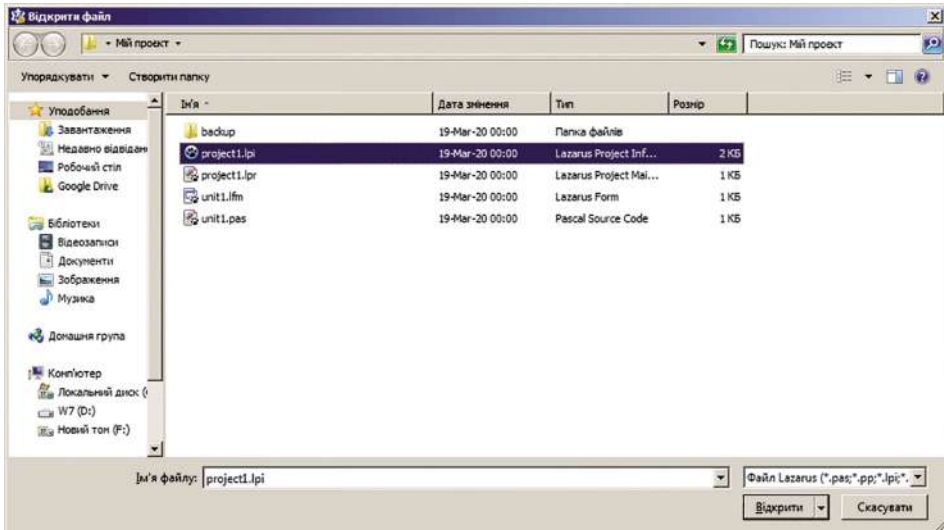 Відкрити файл
Мій проєкт
Пошук: Мій проєкт
Упорядкувати
Створити папку
Уподобання
Завантаження
Недавно відвідан
Робочий стіл
Google Drive
Бібліотеки
Відеозаписи
Документи
Зображення
Музика
Домашня група
Комп'ютер
Локальний диск (
W7 (D:)
Новий том (F:)
Ім'я Дата змінення Тип Розмір
backup 19-Mar-20 00:00 Папка файлів
project1.lpi 19-Mar-20 00:00 Lazarus Project Inf... 2 КБ
project1.lpr 19-Mar-20 00:00 Lazarus Project Mai... 1 КБ
unit1.lfm 19-Mar-20 00:00 Lazarus Form 1 КБ
unit1.pas 19-Mar-20 00:00 Pascal Source Code 1 КБ
Ім'я файлу: project1.lpi
Файл Lazarus (*.pas;*.pp;*.lpi;*.
Відкрити
Скасувати